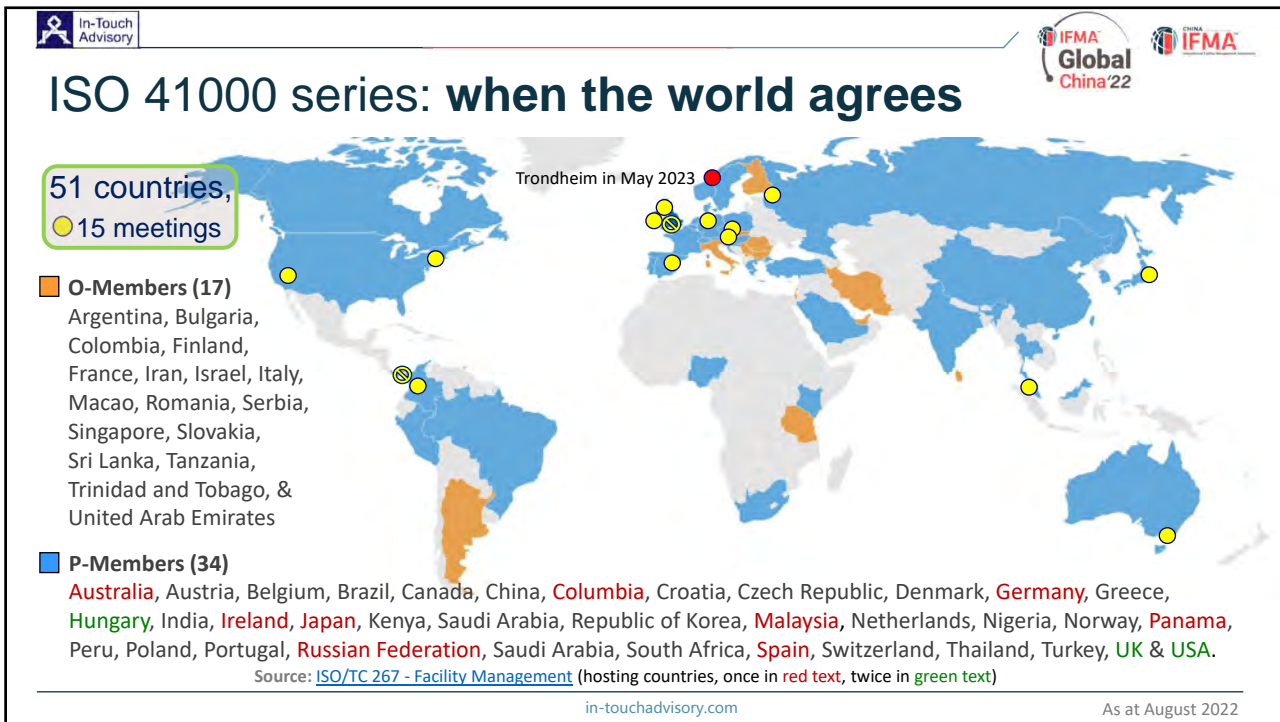 In-Touch
Advisory
IFMA™
Global
China'22
CHINA
IFMA™
ISO 41000 series: when the world agrees
51 countries,
15 meetings
Trondheim in May 2023
O-Members (17)
Argentina, Bulgaria,
Colombia, Finland,
France, Iran, Israel, Italy,
Macao, Romania, Serbia,
Singapore, Slovakia,
Sri Lanka, Tanzania,
Trinidad and Tobago, &
United Arab Emirates
P-Members (34)
Australia, Austria, Belgium, Brazil, Canada, China, Columbia, Croatia, Czech Republic, Denmark, Germany, Greece,
Hungary, India, Ireland, Japan, Kenya, Saudi Arabia, Republic of Korea, Malaysia, Netherlands, Nigeria, Norway, Panama,
Peru, Poland, Portugal, Russian Federation, Saudi Arabia, South Africa, Spain, Switzerland, Thailand, Turkey, UK & USA.
Source: ISO/TC 267 - Facility Management (hosting countries, once in red text, twice in green text)
in-touchadvisory.com
As at August 2022